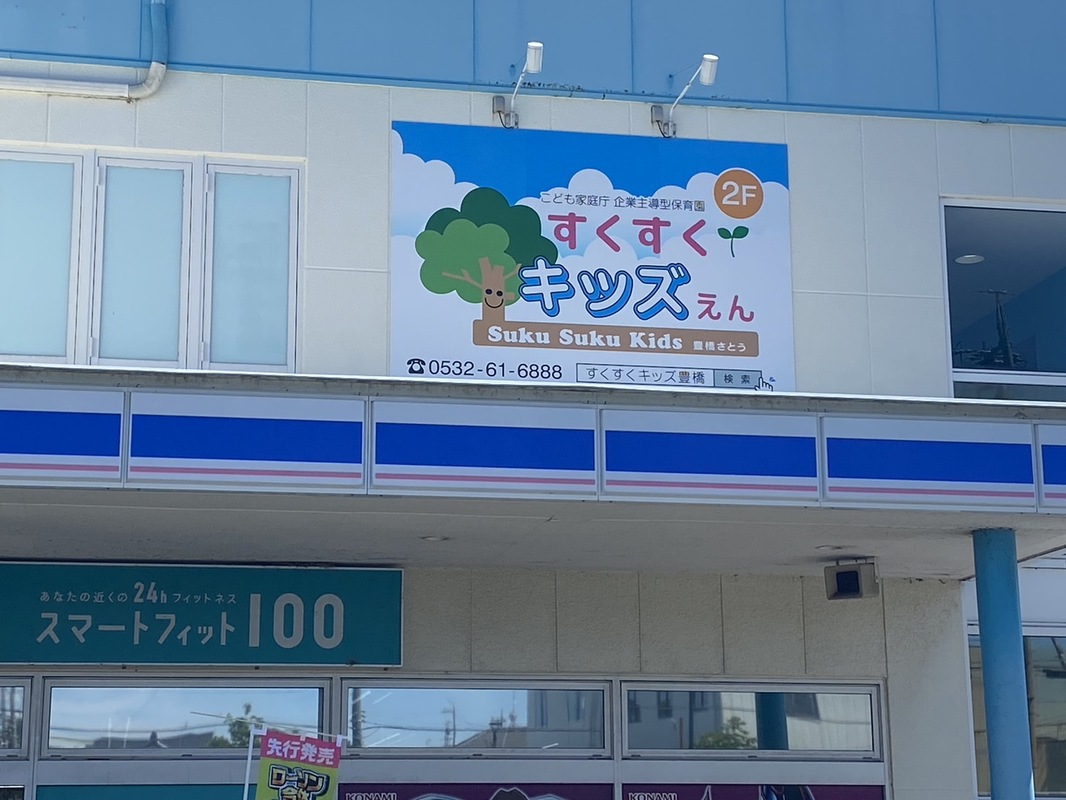 2F
こども家庭庁 企業主導型保育園
すくすく
キッズえん
Suku Suku Kids 豊橋さとう
☎0532-61-6888
すくすくキッズ豊橋 検索
あなたの近くの24hフィットネス
スマートフィット100
先行発売
ローソン
KONAMI
KONAMI